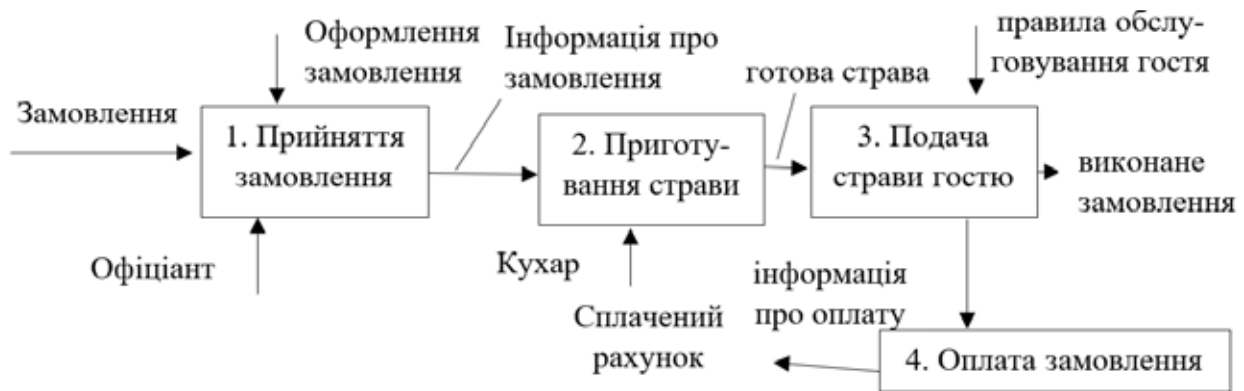 Замовлення
Оформлення
замовлення
1. Прийняття
замовлення
Офіціант
Інформація про
замовлення
2. Приготу-
вання страви
Кухар
готова страва
правила обслу-
говування гостя
3. Подача
страви гостю
виконане
замовлення
інформація
про оплату
4. Оплата замовлення
Сплачений
рахунок